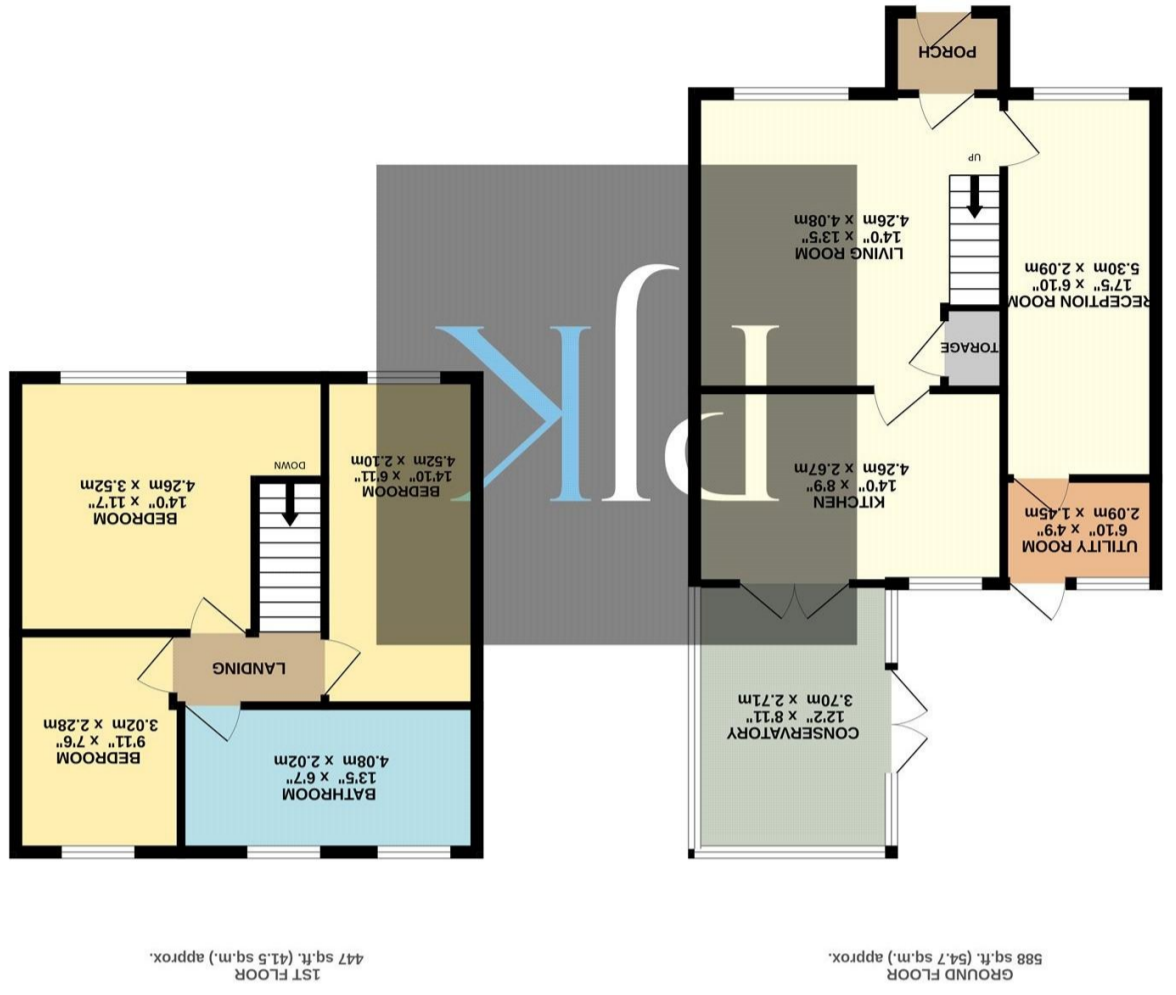 GROUND FLOOR
588 sq.ft. (54.7 sq.m.) approx.
1ST FLOOR
447 sq.ft. (41.5 sq.m.) approx.
CONSERVATORY
12'2" x 8'11"
3.70m x 2.71m
BATHROOM
13'5" x 6'7"
4.08m x 2.02m
BEDROOM
9'11" x 7'6"
3.02m x 2.28m
LANDING
UTILITY ROOM
6'10" x 4'9"
2.09m x 1.45m
KITCHEN
14'0" x 8'9"
4.26m x 2.67m
PJK
BEDROOM
14'10" x 6'11"
4.52m x 2.10m
BEDROOM
14'0" x 11'7"
4.26m x 3.52m
DOWN
TORAGE
RECEPTION ROOM
17'5" x 6'10"
5.30m x 2.09m
LIVING ROOM
14'0" x 13'5"
4.26m x 4.08m
UP
PORCH